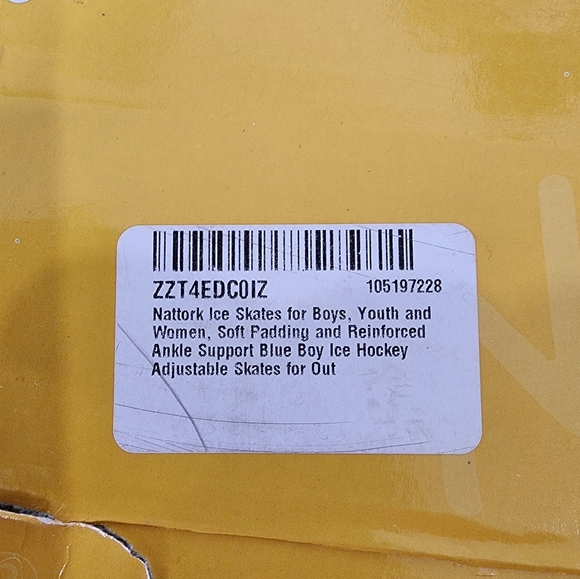 ZZT4EDC0IZ 105197228
Nattork Ice Skates for Boys, Youth and
Women, Soft Padding and Reinforced
Ankle Support Blue Boy Ice Hockey
Adjustable Skates for Out